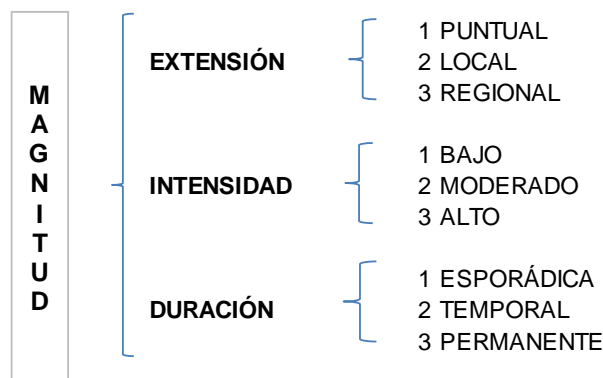 MAGNITUD
EXTENSIÓN
1 PUNTUAL
2 LOCAL
3 REGIONAL
INTENSIDAD
1 BAJO
2 MODERADO
3 ALTO
DURACIÓN
1 ESPORÁDICA
2 TEMPORAL
3 PERMANENTE